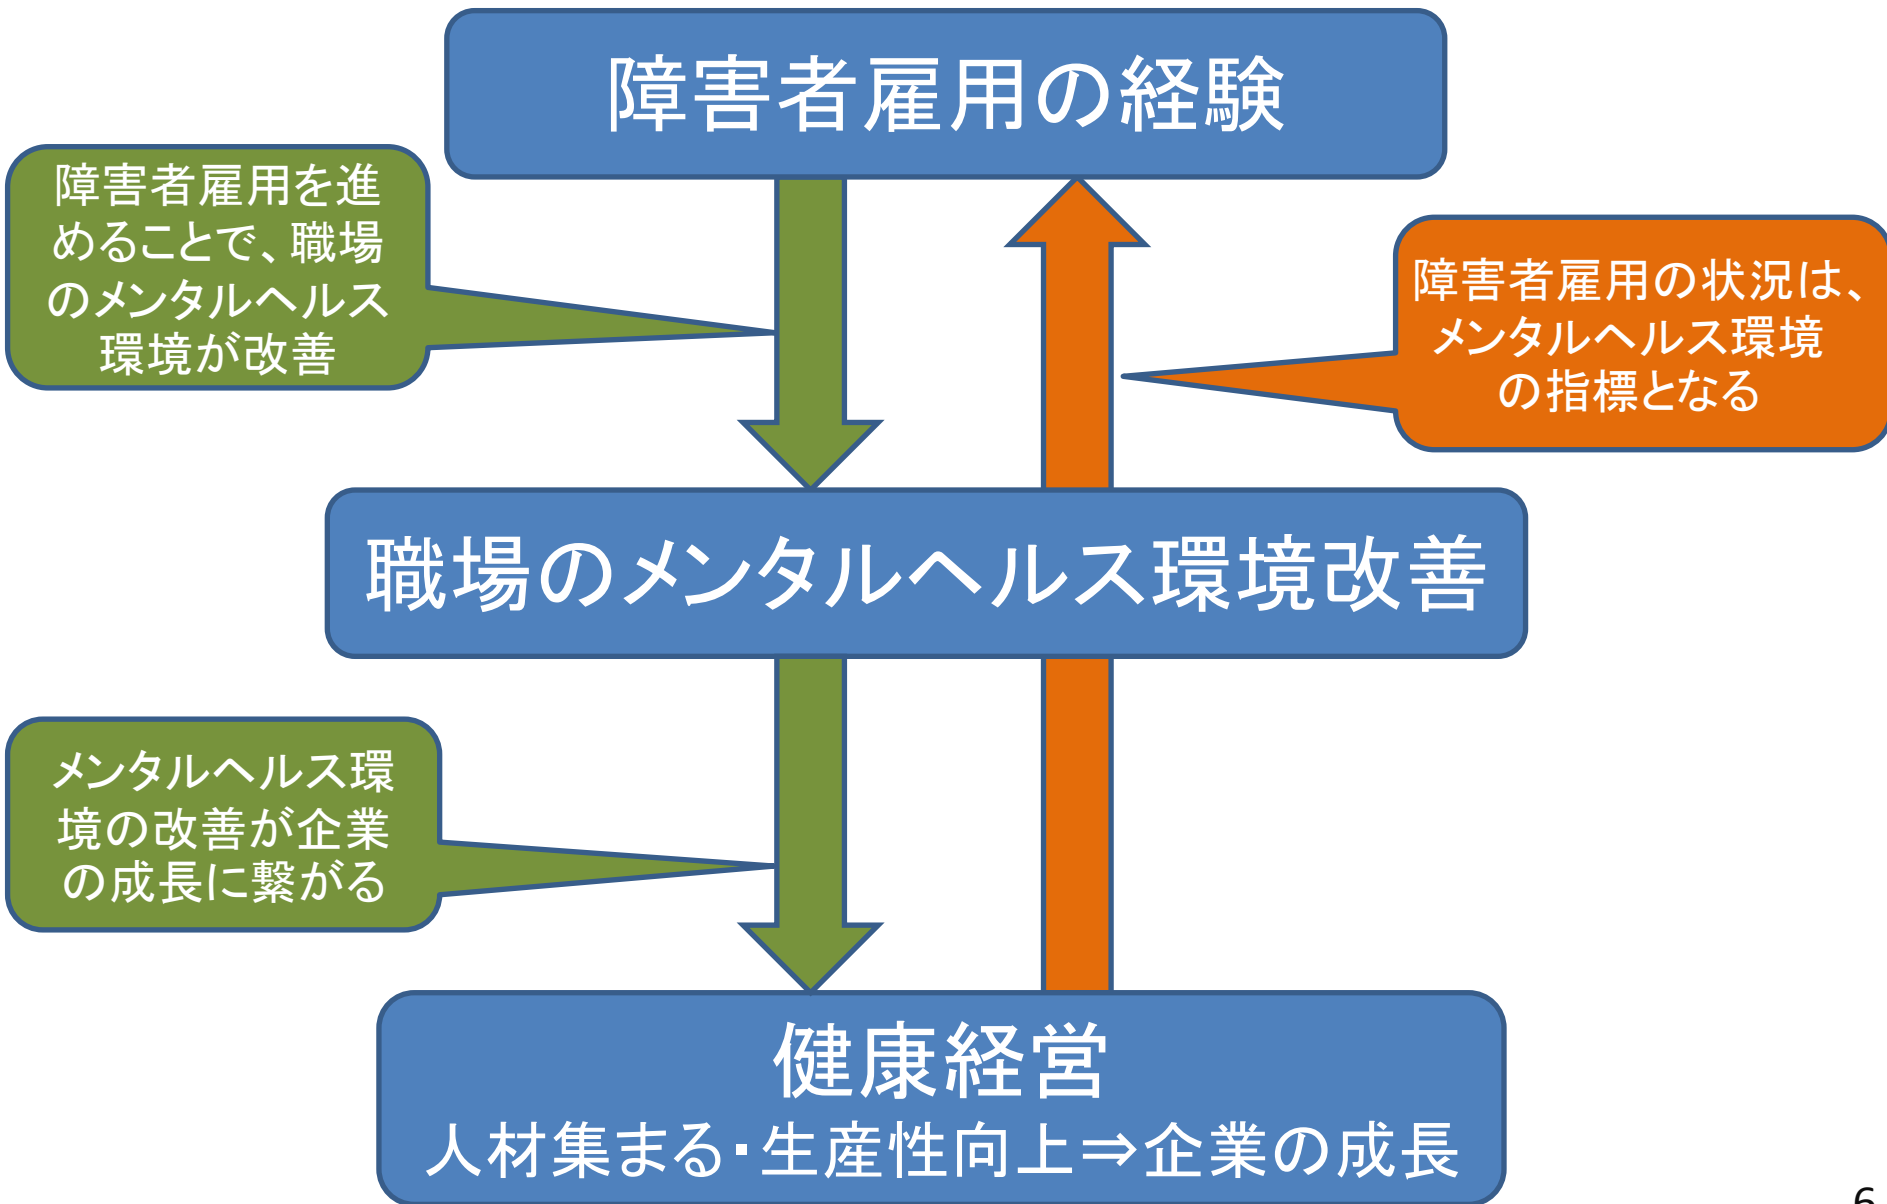 障害者雇用の経験
障害者雇用を進
めることで、職場
のメンタルヘルス
環境が改善
障害者雇用の状況は、
メンタルヘルス環境
の指標となる
職場のメンタルヘルス環境改善
メンタルヘルス環
境の改善が企業
の成長に繋がる
健康経営
人材集まる・生産性向上⇒企業の成長
6